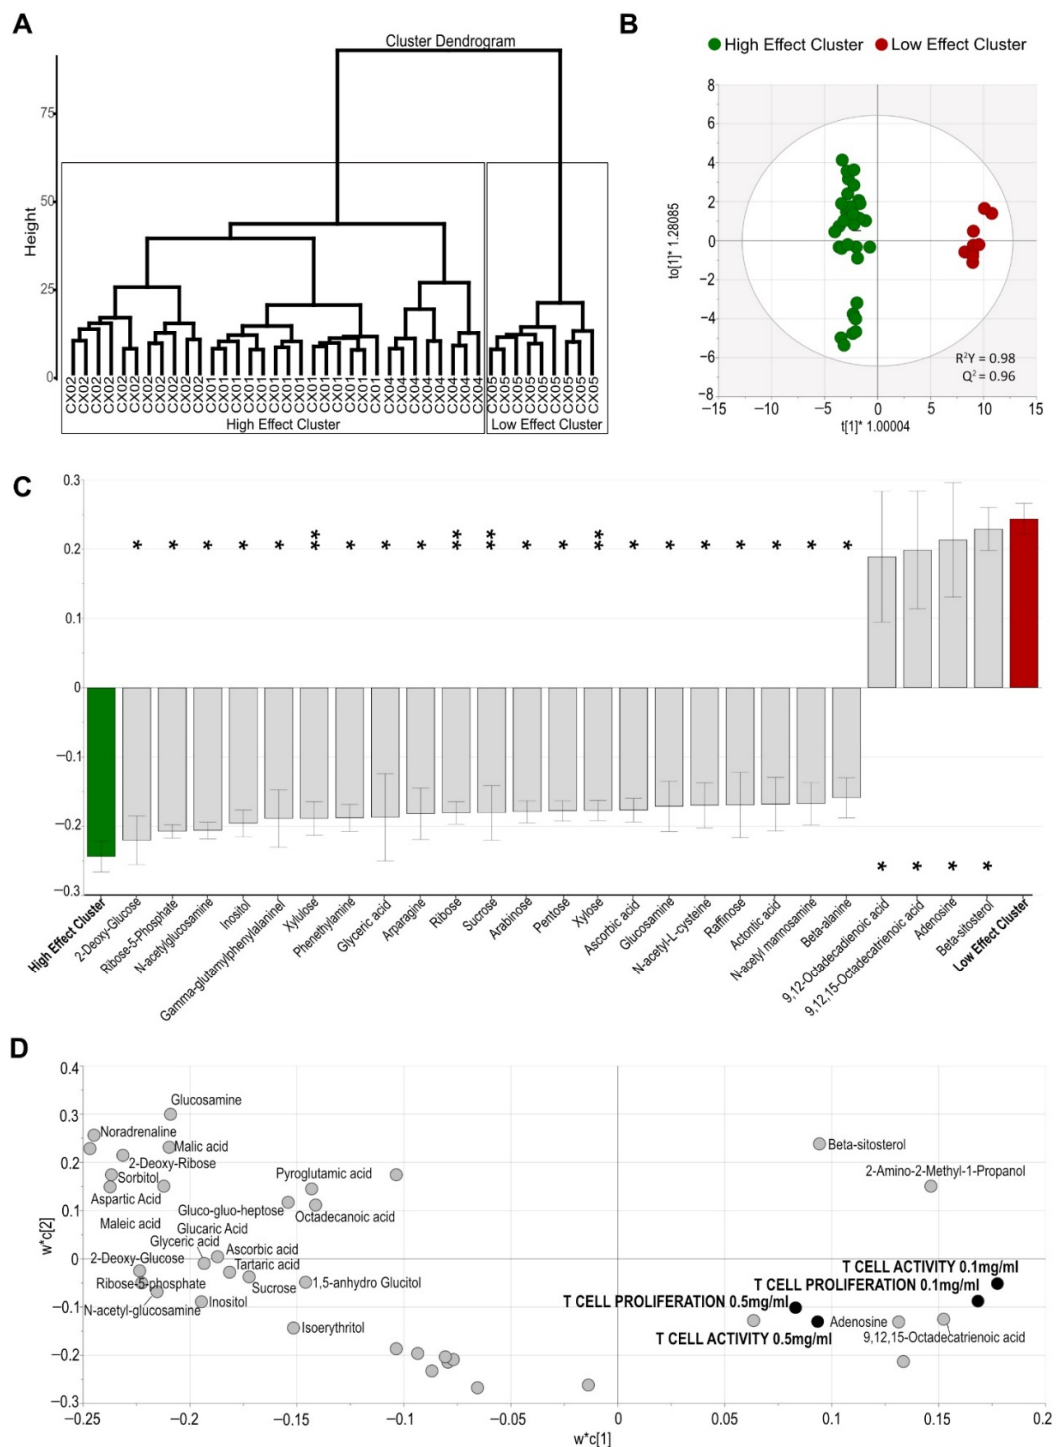 A
Cluster Dendrogram
Height
75
50
25
0
CX02 CX02 CX02 CX02 CX02 CX02 CX02 CX02 CX02 CX02 CX02 CX01 CX01 CX01 CX01 CX01 CX01 CX01 CX01 CX01 CX01 CX01 CX01 CX01 CX04 CX04 CX04 CX04 CX04 CX04 CX04 CX04 CX05 CX05 CX05 CX05 CX05 CX05 CX05 CX05 CX05
High Effect Cluster
Low Effect Cluster
B
High Effect Cluster
Low Effect Cluster
to[1]* 1.28085
8
6
4
2
0
−2
−4
−6
−8
R²Y = 0.98
Q² = 0.96
−15 −10 −5 0 5 10 15
t[1]* 1.00004
C
0.3
0.2
0.1
0
−0.1
−0.2
−0.3
* * * * * ** * * * ** ** * * ** * * * * * * *
* * * *
High Effect Cluster
2-Deoxy-Glucose
Ribose-5-Phosphate
N-acetylglucosamine
Inositol
Gamma-glutamylphenylalaninel
Xylulose
Phenethylamine
Glyceric acid
Arparagine
Ribose
Sucrose
Arabinose
Pentose
Xylose
Ascorbic acid
Glucosamine
N-acetyl-L-cysteine
Raffinose
Adontic acid
N-acetyl mannosamine
Beta-alanine
9,12-Octadecadienoic acid
9,12,15-Octadecatrienoic acid
Adenosine
Beta-sitosterol
Low Effect Cluster
D
w*c[2]
0.4
0.3
0.2
0.1
0
−0.1
−0.2
−0.3
Glucosamine
Noradrenaline
Malic acid
2-Deoxy-Ribose
Sorbitol
Aspartic Acid
Maleic acid
Pyroglutamic acid
Gluco-gluo-heptose
Octadecanoic acid
Glucaric Acid
Glyceric acid
Ascorbic acid
2-Deoxy-Glucose
Tartaric acid
Ribose-5-phosphate
Sucrose
1,5-anhydro Glucitol
N-acetyl-glucosamine
Inositol
Isoerythritol
Beta-sitosterol
2-Amino-2-Methyl-1-Propanol
T CELL ACTIVITY 0.1mg/ml
T CELL PROLIFERATION 0.1mg/ml
T CELL PROLIFERATION 0.5mg/ml
Adenosine
T CELL ACTIVITY 0.5mg/ml
9,12,15-Octadecatrienoic acid
−0.25 −0.2 −0.15 −0.1 −0.05 0 0.05 0.1 0.15 0.2
w*c[1]